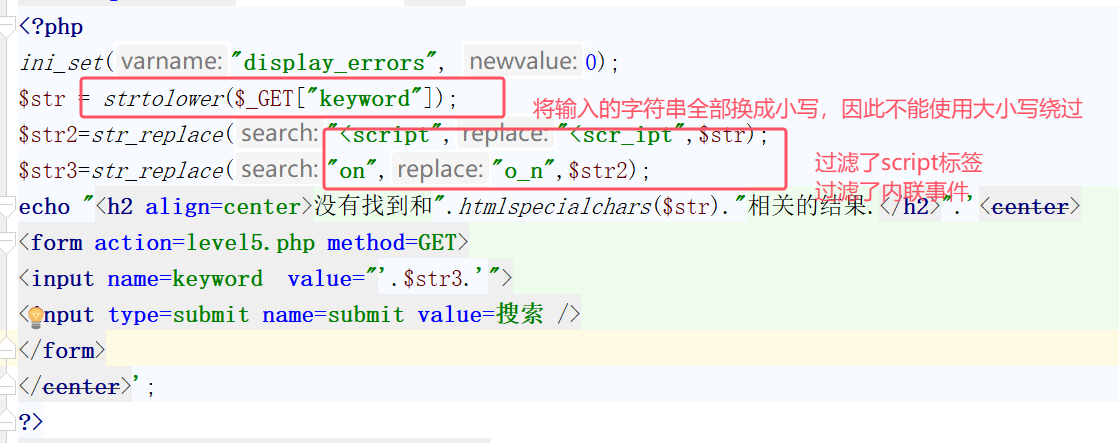 <?php
ini_set( varname: "display_errors", newvalue: 0);
$str = strtolower($_GET["keyword"]);
将输入的字符串全部换成小写，因此不能使用大小写绕过
$str2=str_replace( search: "<script", replace: "<scr_ipt",$str);
$str3=str_replace( search: "on", replace: "o_n",$str2);
过滤了script标签
过滤了内联事件
echo "<h2 align=center>没有找到和".htmlspecialchars($str)."相关的结果.</h2>".'<center>
<form action=level5.php method=GET>
<input name=keyword  value="'.$str3.'">
<input type=submit name=submit value=搜索 />
</form>
</center>';
?>